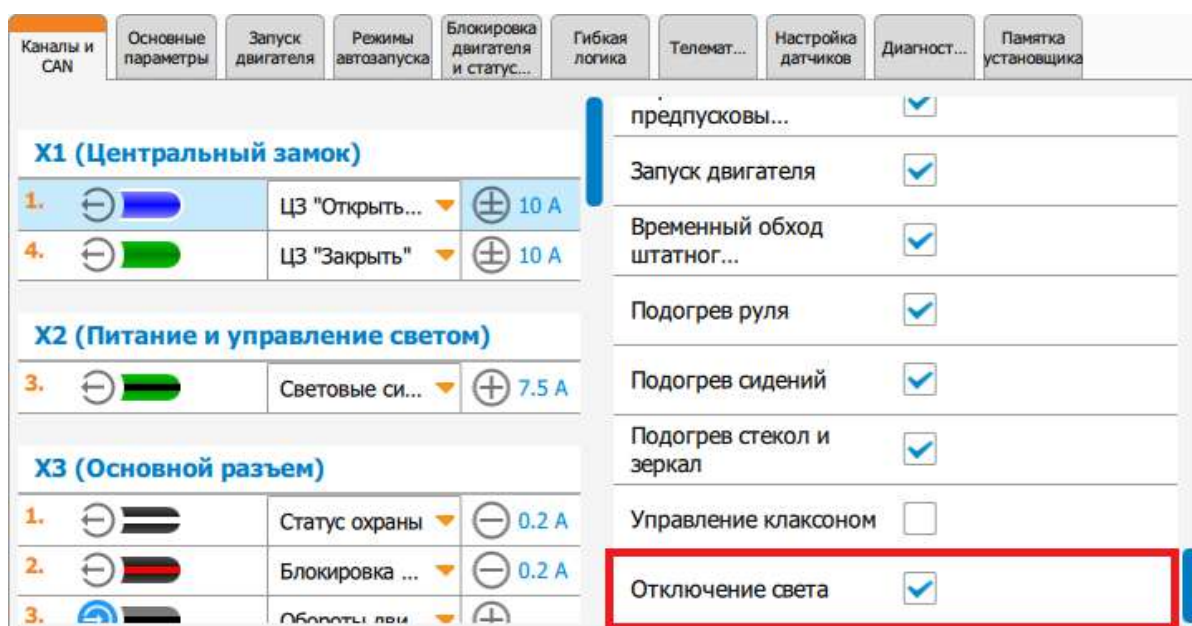 Каналы и
CAN
Основные
параметры
Запуск
двигателя
Режимы
автозапуска
Блокировка
двигателя
и статус...
Гибкая
логика
Телемат...
Настройка
датчиков
Диагност...
Памятка
установщика
X1 (Центральный замок)
1. ЦЗ "Открыть... 10 A
4. ЦЗ "Закрыть" 10 A
X2 (Питание и управление светом)
3. Световые си... 7.5 A
X3 (Основной разъем)
1. Статус охраны 0.2 A
2. Блокировка ... 0.2 A
3. Обороты дви
предпусковы...
Запуск двигателя
Временный обход
штатног...
Подогрев руля
Подогрев сидений
Подогрев стекол и
зеркал
Управление клаксоном
Отключение света